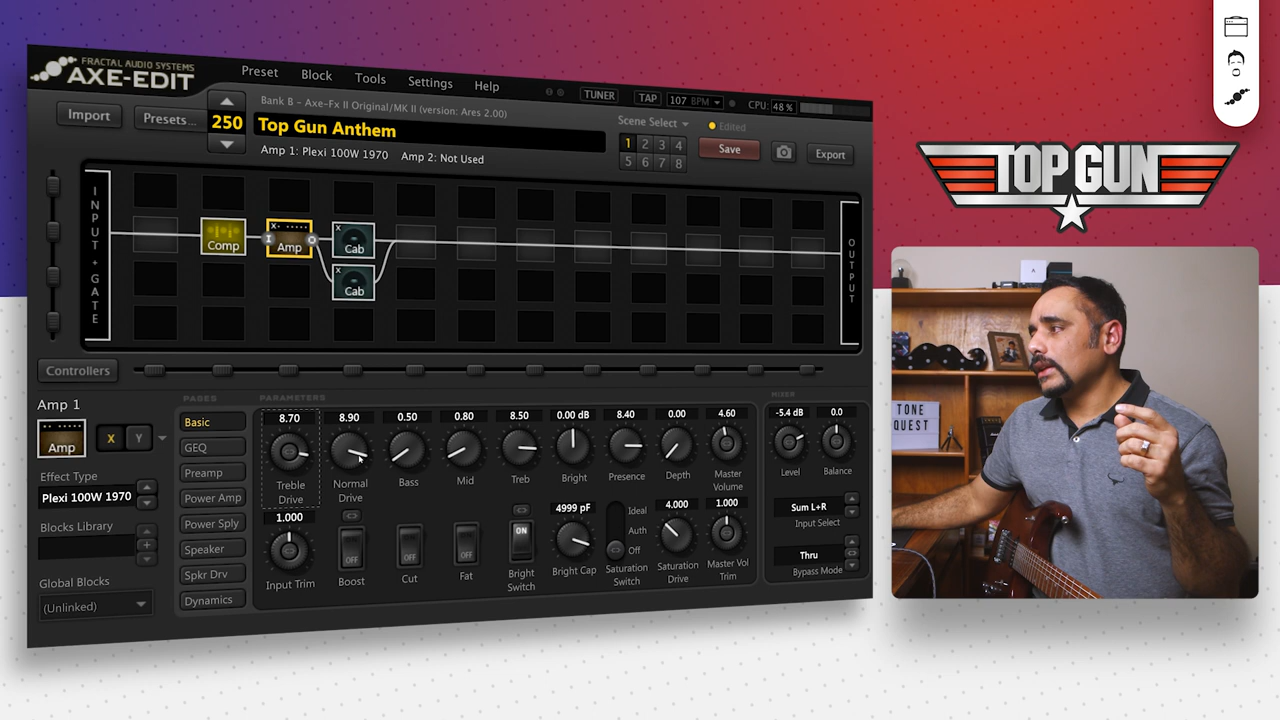 FRACTAL AUDIO SYSTEMS
AXE-EDIT
Preset Block Tools Settings Help
TUNER TAP 107 BPM CPU: 48 %
Import Presets... 250
Bank B - Axe-Fx II Original/MK II (version: Ares 2.00)
Top Gun Anthem
Amp 1: Plexi 100W 1970 Amp 2: Not Used
Scene Select
1 2 3 4
5 6 7 8
Edited
Save Export
INPUT + GATE
Comp Amp Cab
Cab
OUTPUT
Controllers
Amp 1
Amp X Y
Effect Type
Plexi 100W 1970
Blocks Library
Global Blocks
(Unlinked)
PAGES
Basic
GEQ
Preamp
Power Amp
Power Sply
Speaker
Spkr Drv
Dynamics
PARAMETERS
8.70 8.90 0.50 0.80 8.50 0.00 dB 8.40 0.00 4.60
Treble Drive Normal Drive Bass Mid Treb Bright Presence Depth Master Volume
1.000 OFF OFF OFF ON 4999 pF Ideal Auto Off 4.000 1.000
Input Trim Boost Cut Fat Bright Switch Bright Cap Saturation Switch Saturation Drive Master Vol Trim
MIXER
-5.4 dB 0.0
Level Balance
Sum L+R
Input Select
Thru
Bypass Mode
TOP GUN
TONE
QUEST